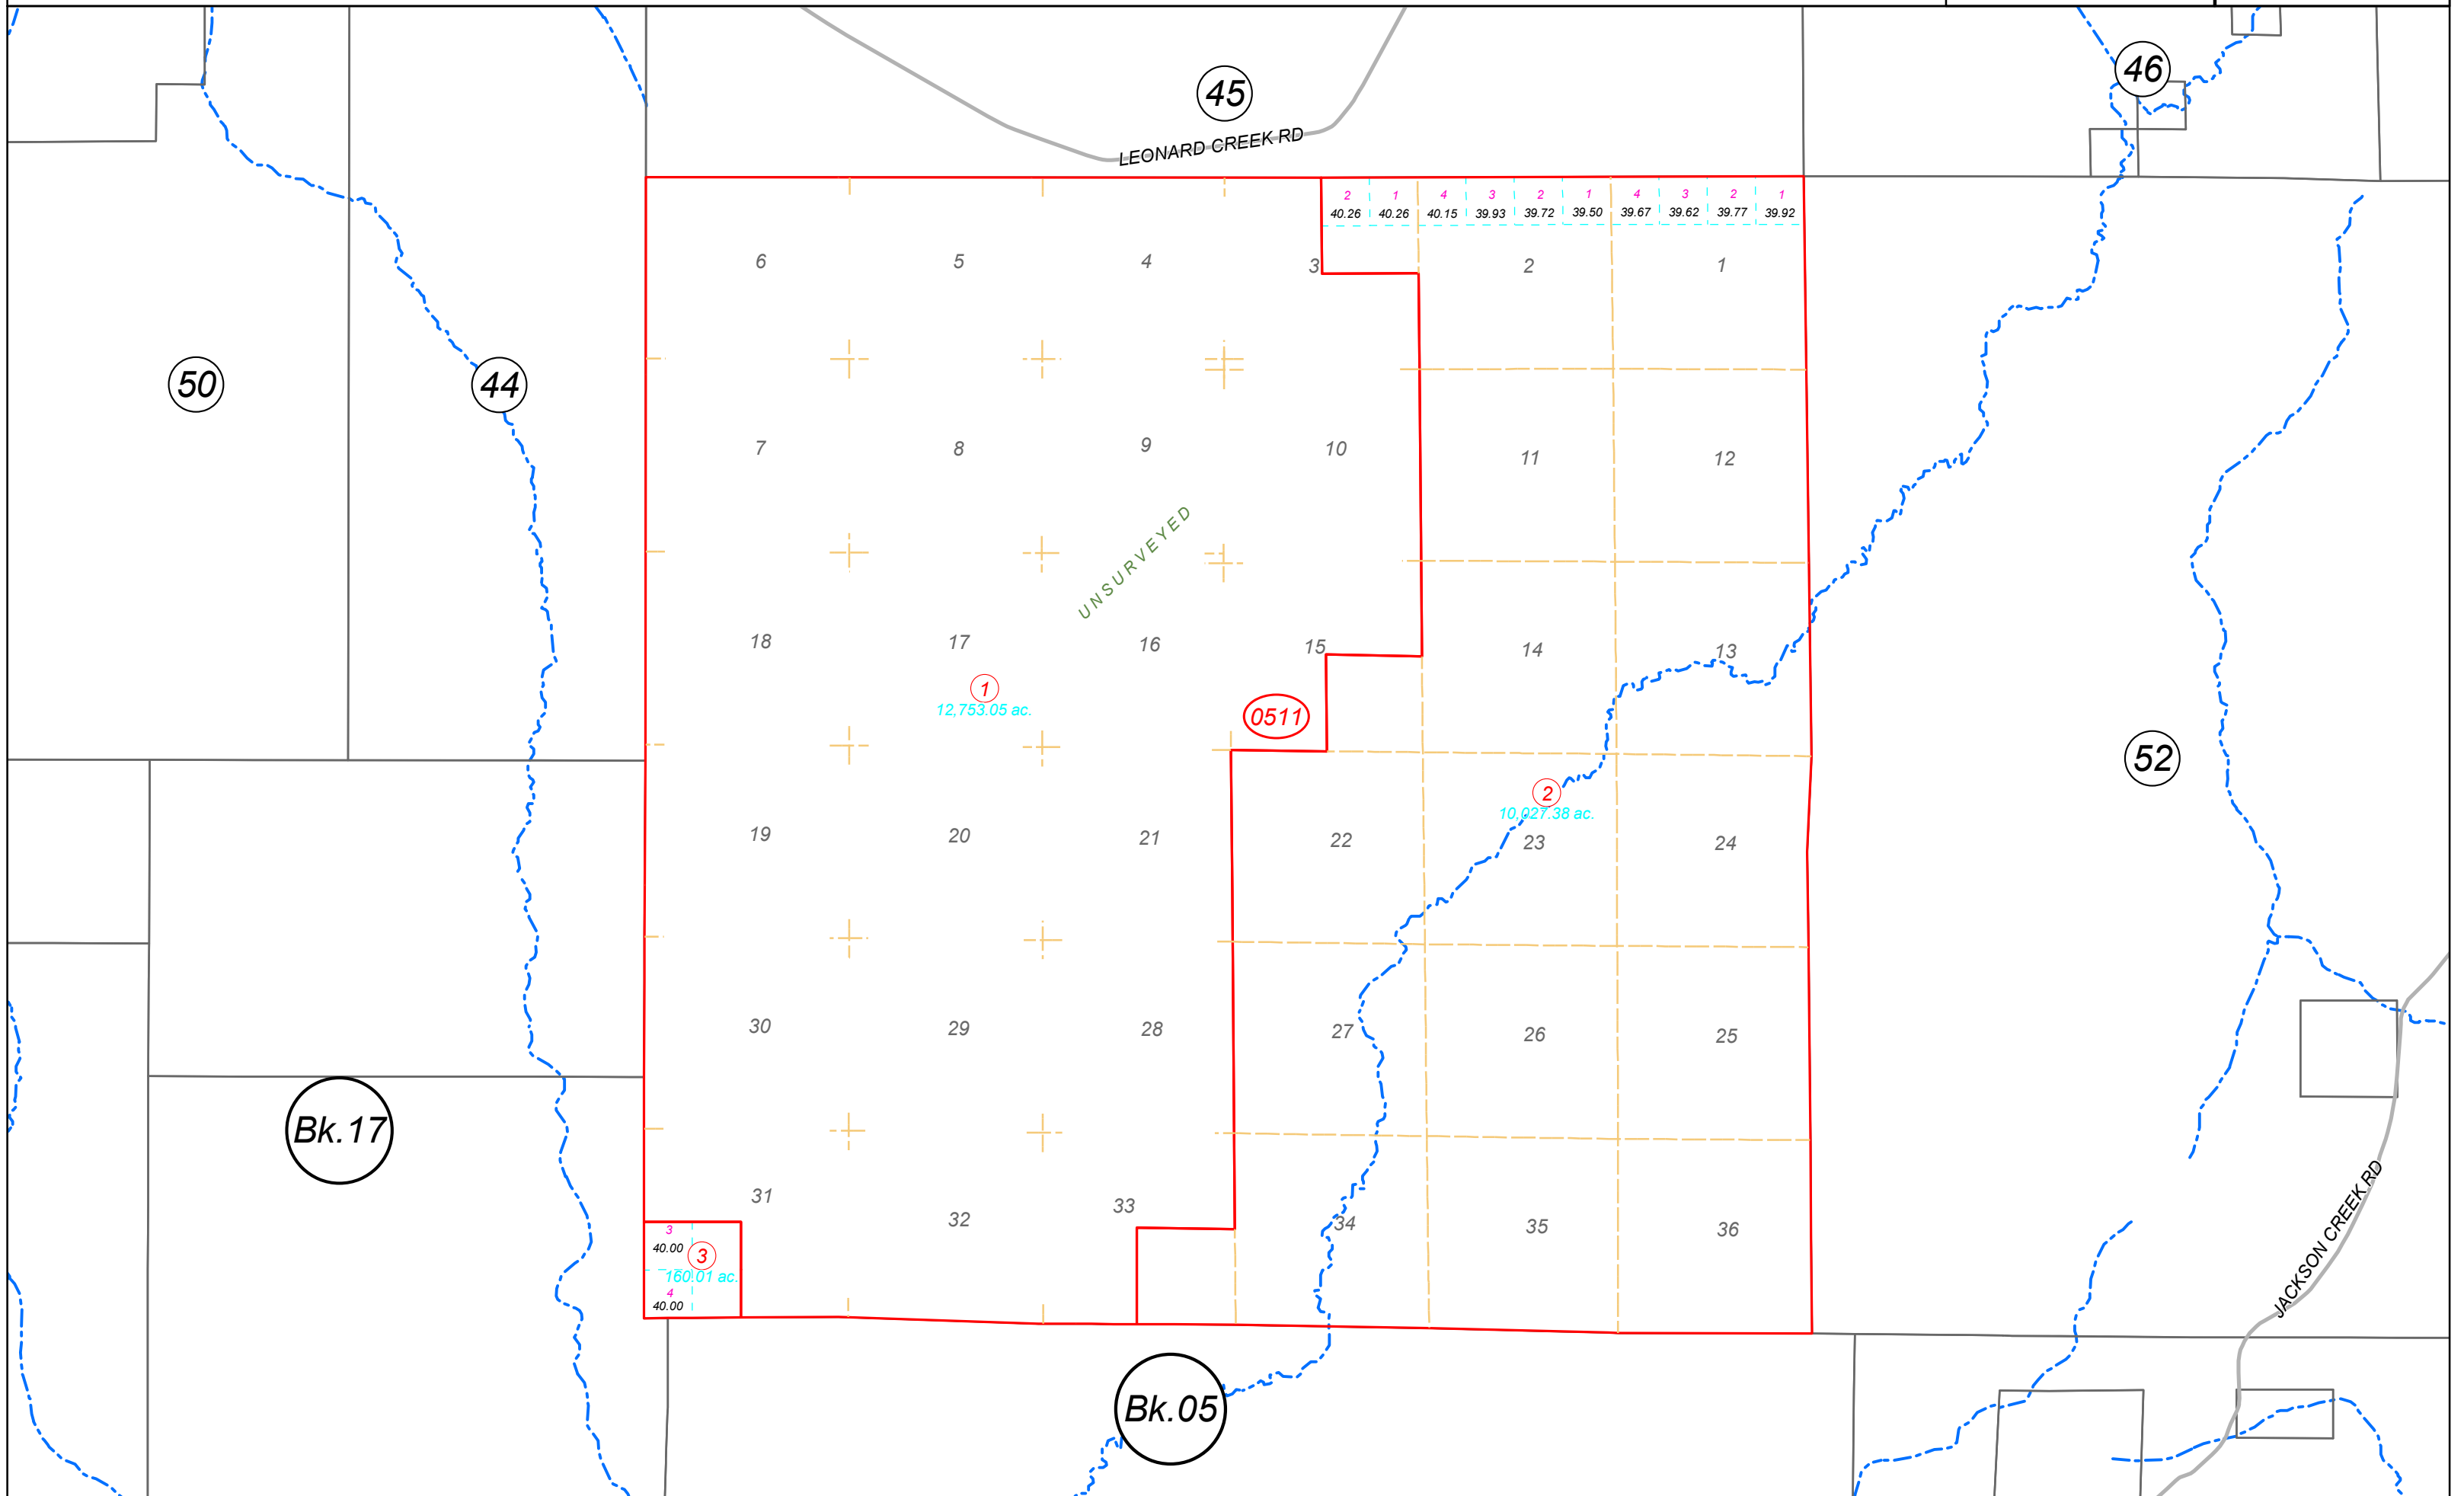 46
45
LEONARD CREEK RD
2 1 4 3 2 1 4 3 2 1
40.26 40.26 40.15 39.93 39.72 39.50 39.67 39.62 39.77 39.92
6 5 4 3 2 1
50 44
7 8 9 10 11 12
UNSURVEYED
18 17 16 15 14 13
1
12,753.05 ac.
0511
52
2
10,027.38 ac.
19 20 21 22 23 24
30 29 28 27 26 25
Bk.17
31 32 33 34 35 36
3
40.00
3
160.01 ac.
4
40.00
JACKSON CREEK RD
Bk.05